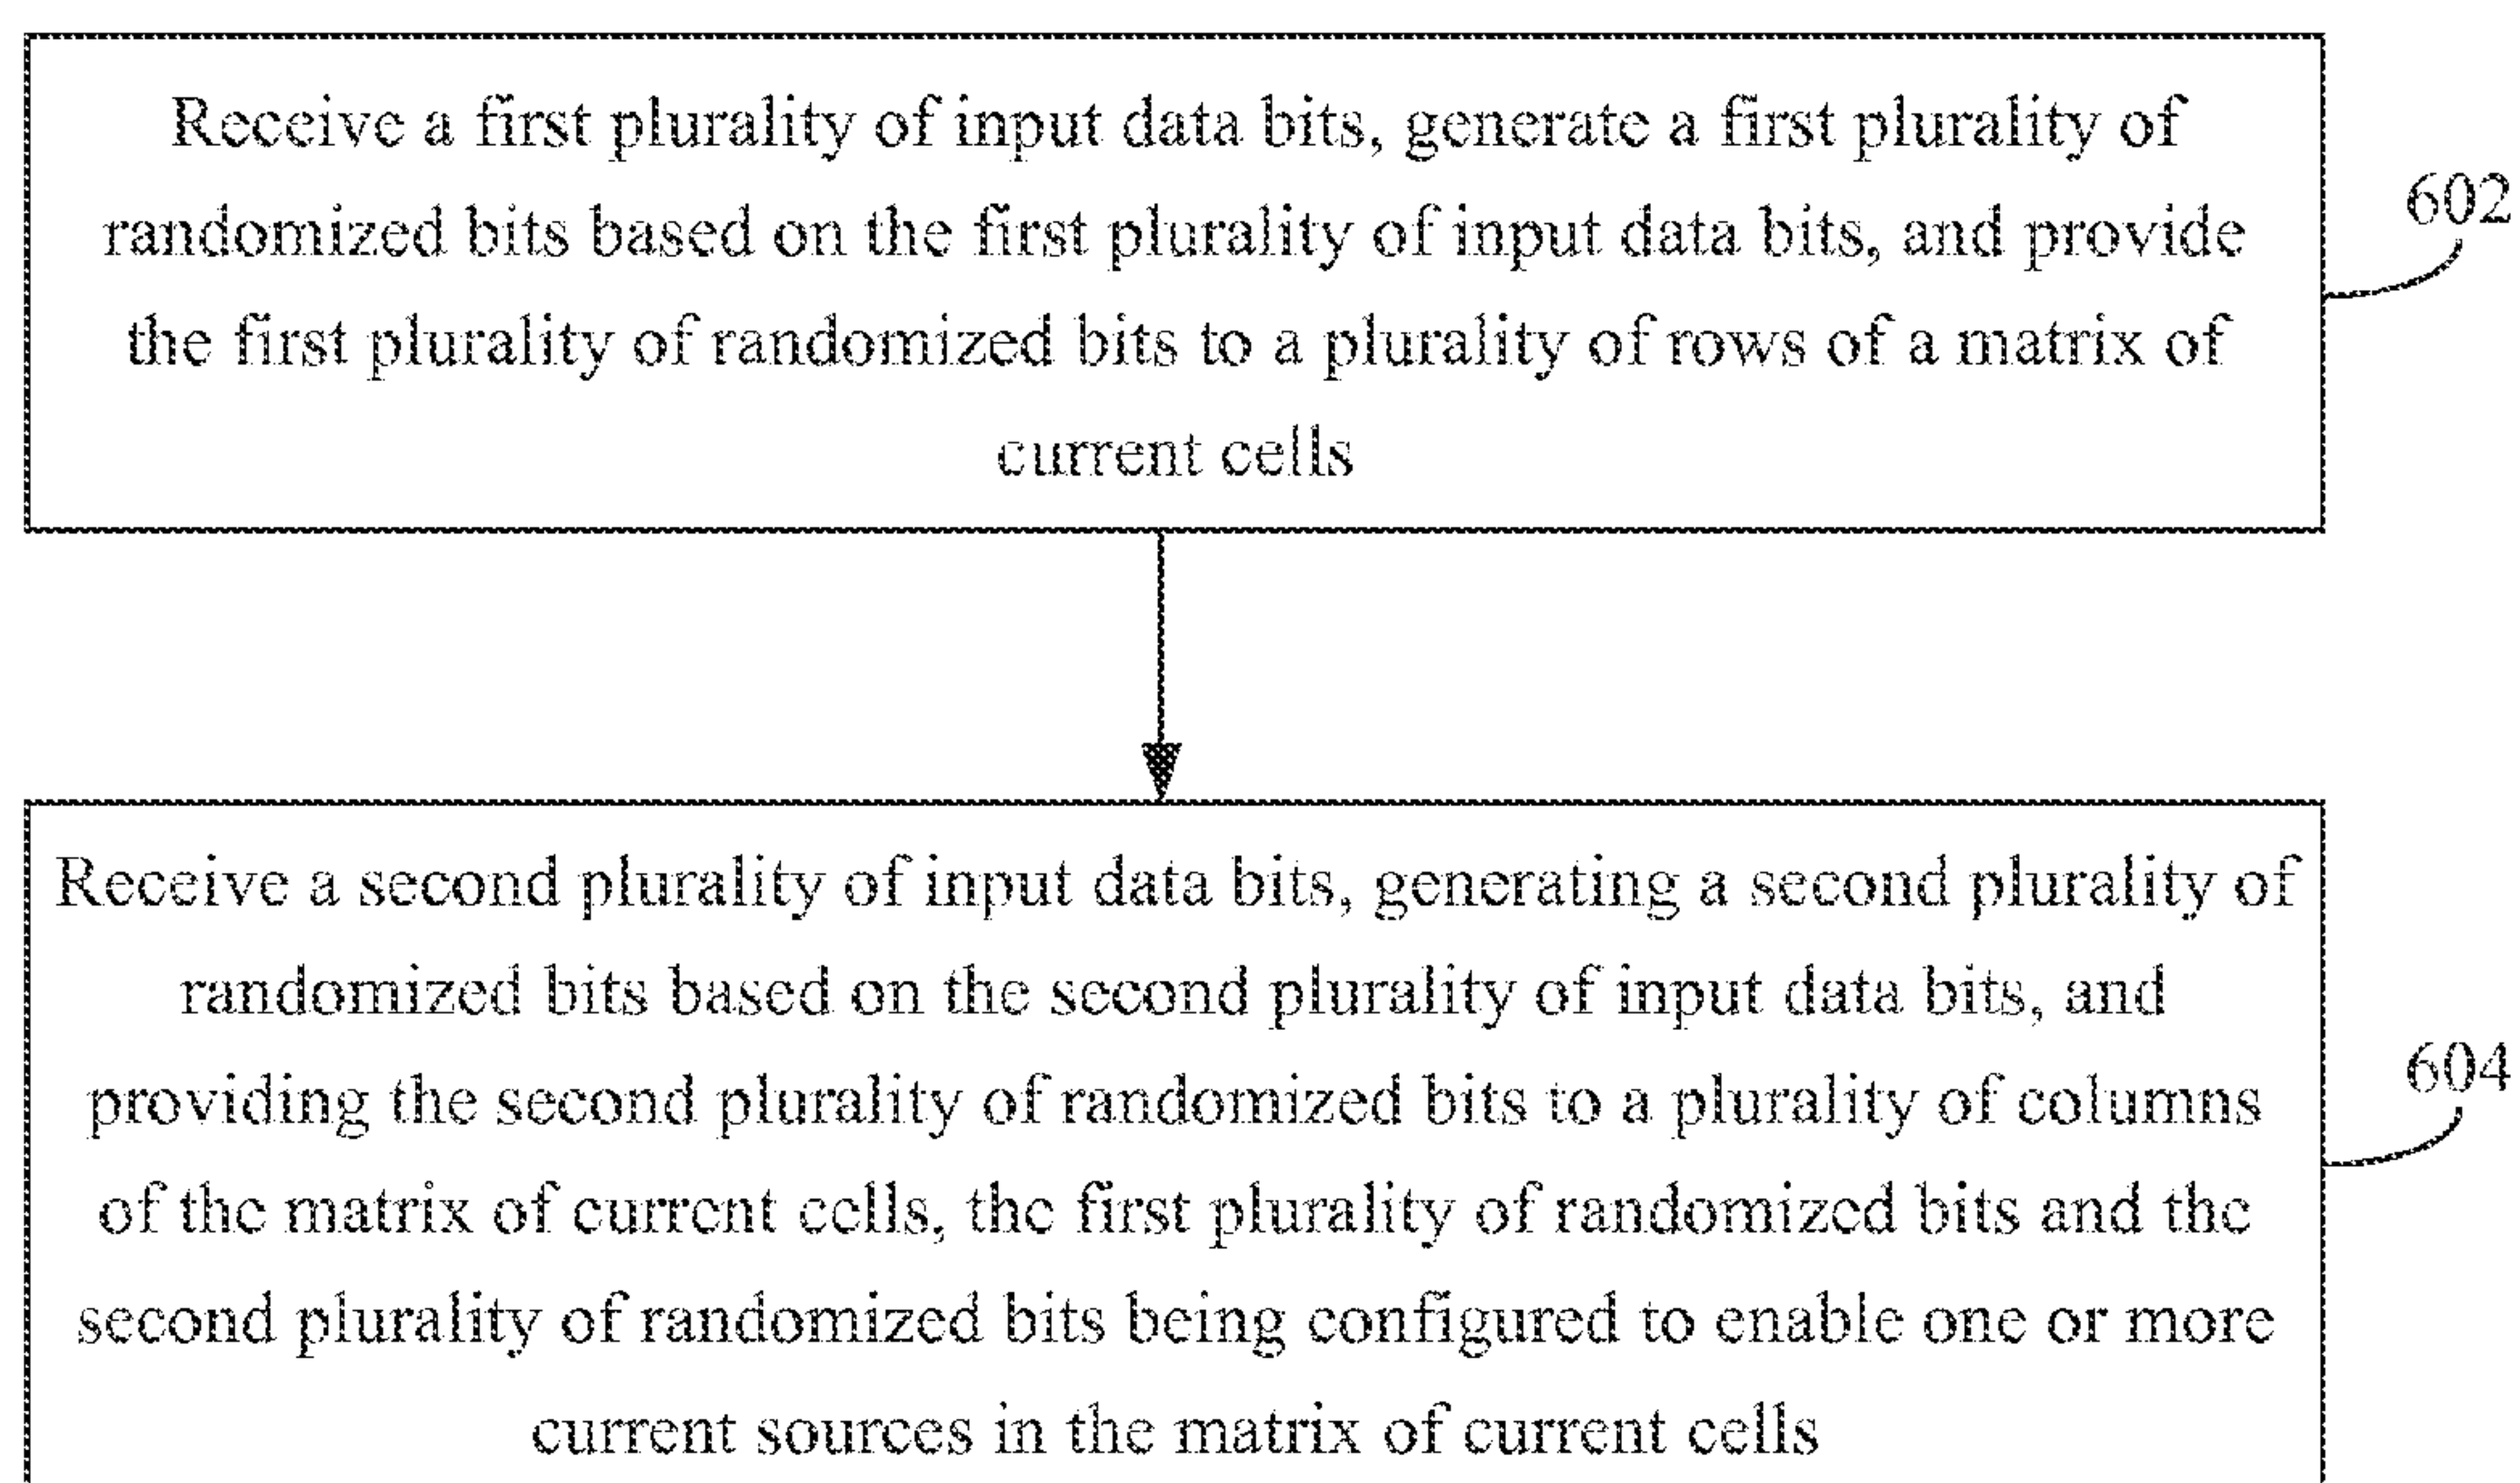 Receive a first plurality of input data bits, generate a first plurality of
randomized bits based on the first plurality of input data bits, and provide
the first plurality of randomized bits to a plurality of rows of a matrix of
current cells
602
Receive a second plurality of input data bits, generating a second plurality of
randomized bits based on the second plurality of input data bits, and
providing the second plurality of randomized bits to a plurality of columns
of the matrix of current cells, the first plurality of randomized bits and the
second plurality of randomized bits being configured to enable one or more
current sources in the matrix of current cells
604